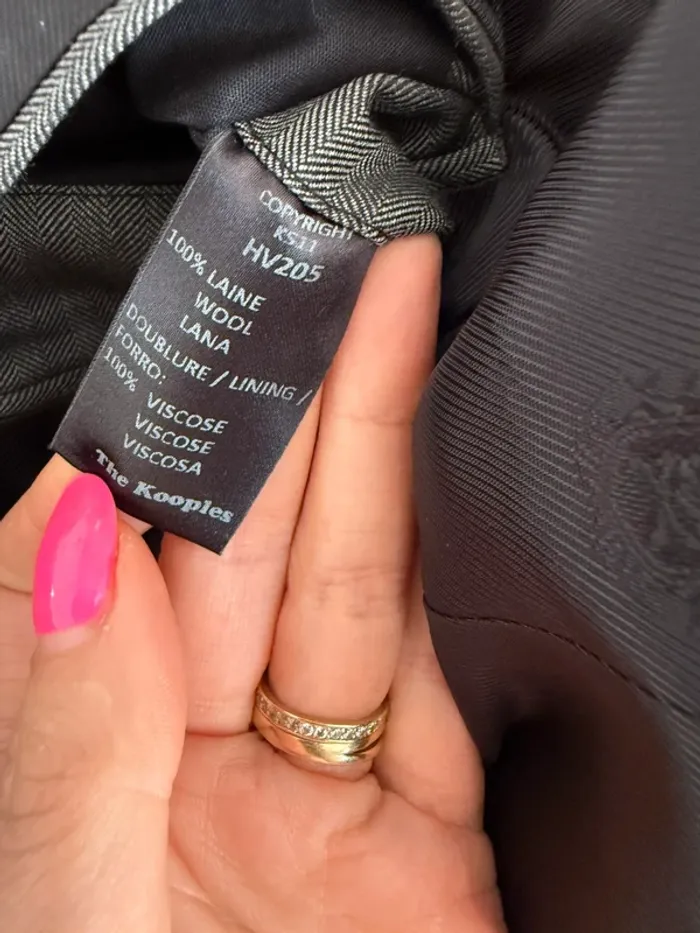 COPYRIGHT
KS11
HV205
100% LAINE
WOOL
LANA
DOUBLURE / LINING /
FORRO:
100% VISCOSE
VISCOSE
VISCOSA
The Kooples